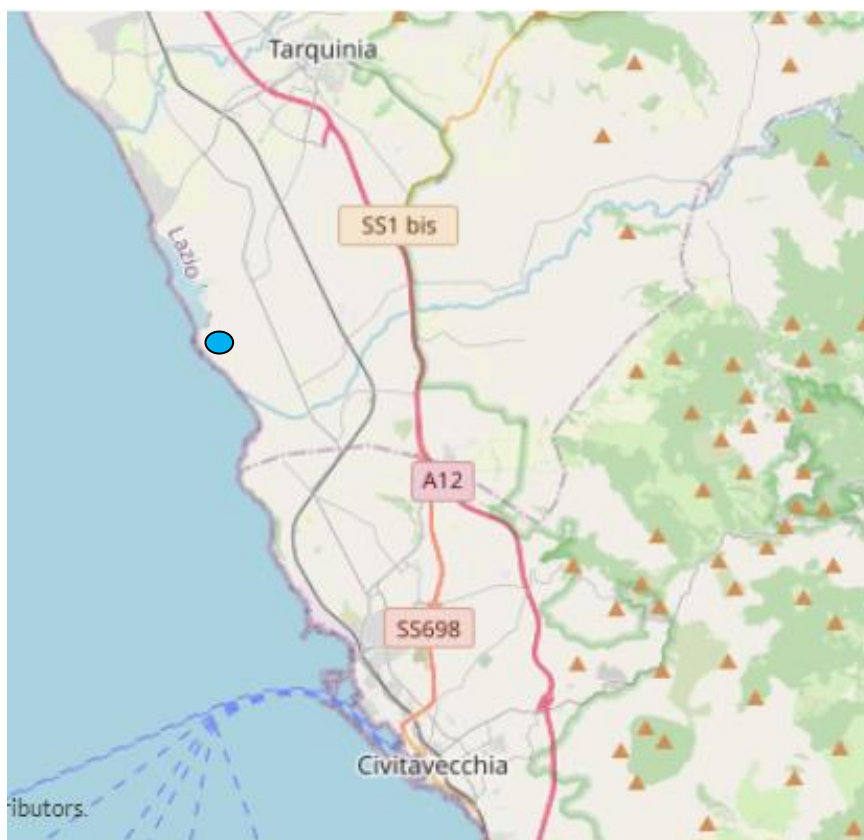 Tarquinia
SS1 bis
Lazio
A12
SS698
Civitavecchia
ributors.